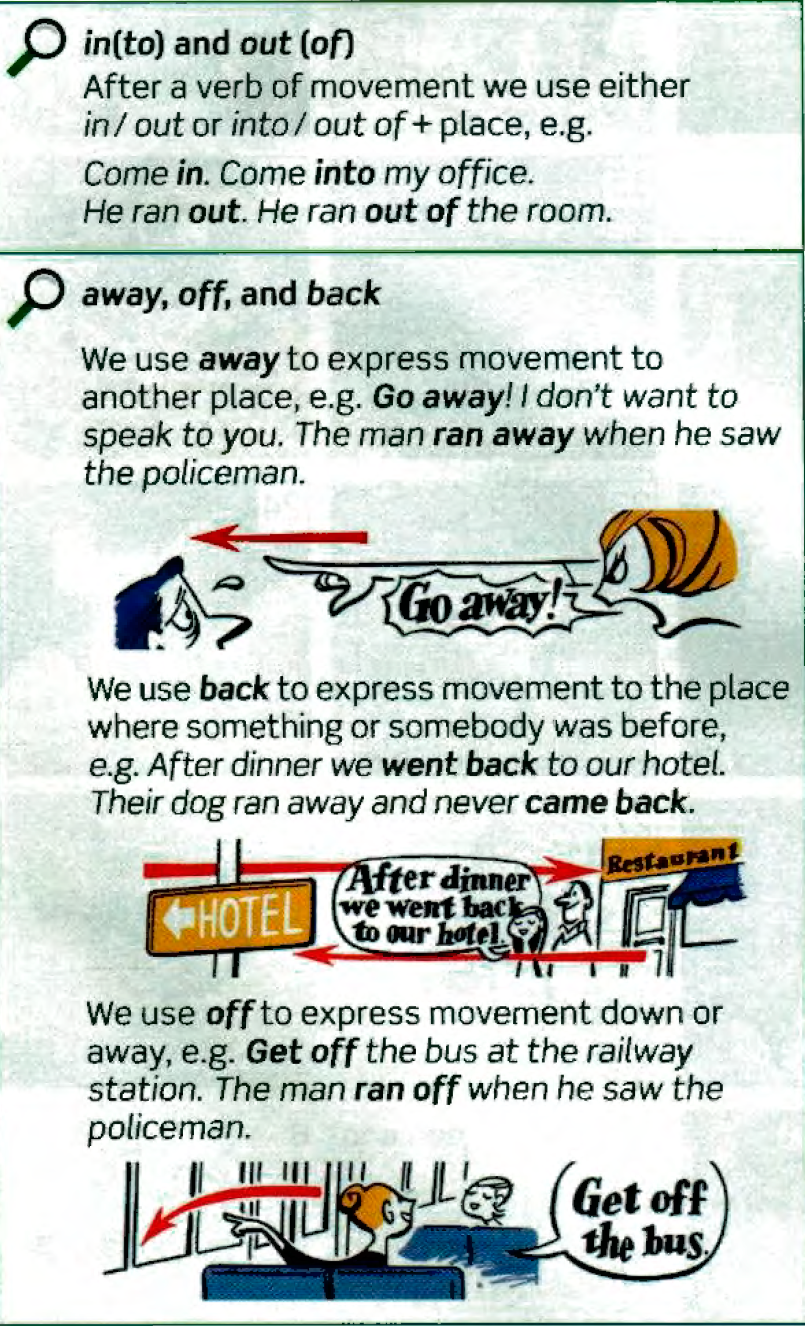 in(to) and out (of)
After a verb of movement we use either
in / out or into / out of + place, e.g.
Come in. Come into my office.
He ran out. He ran out of the room.
away, off, and back
We use away to express movement to
another place, e.g. Go away! I don't want to
speak to you. The man ran away when he saw
the policeman.
Go away!
We use back to express movement to the place
where something or somebody was before,
e.g. After dinner we went back to our hotel.
Their dog ran away and never came back.
Restaurant
After dinner
we went back
to our hotel.
HOTEL
We use off to express movement down or
away, e.g. Get off the bus at the railway
station. The man ran off when he saw the
policeman.
Get off
the bus.